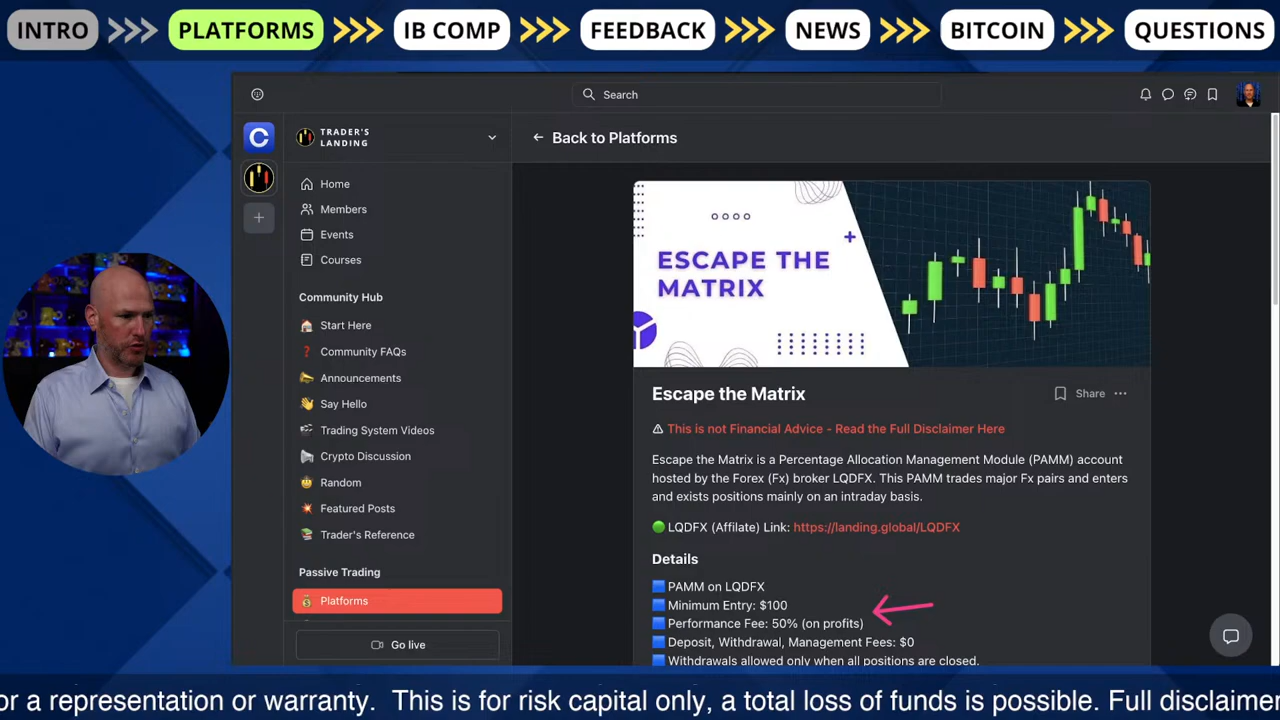 INTRO
PLATFORMS
IB COMP
FEEDBACK
NEWS
BITCOIN
QUESTIONS
Search
TRADER'S
LANDING
Back to Platforms
Home
Members
Events
Courses
Community Hub
Start Here
Community FAQs
Announcements
Say Hello
Trading System Videos
Crypto Discussion
Random
Featured Posts
Trader's Reference
Passive Trading
Platforms
Go live
ESCAPE THE
MATRIX
Escape the Matrix
Share
This is not Financial Advice - Read the Full Disclaimer Here
Escape the Matrix is a Percentage Allocation Management Module (PAMM) account
hosted by the Forex (Fx) broker LQDFX. This PAMM trades major Fx pairs and enters
and exists positions mainly on an intraday basis.
LQDFX (Affilate) Link: https://landing.global/LQDFX
Details
PAMM on LQDFX
Minimum Entry: $100
Performance Fee: 50% (on profits)
Deposit, Withdrawal, Management Fees: $0
Withdrawals allowed only when all positions are closed.
or a representation or warranty. This is for risk capital only, a total loss of funds is possible. Full disclaimer